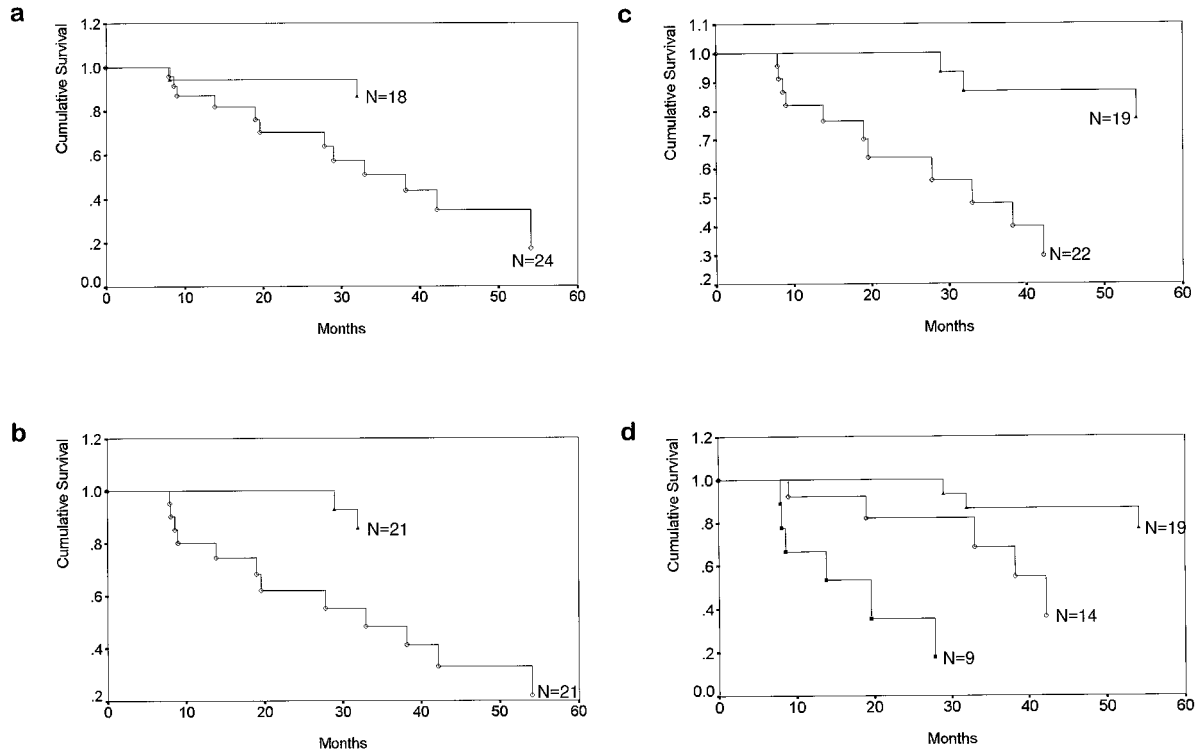 a
Cumulative Survival
1.2
1.0
.8
.6
.4
.2
0.0
N=18
N=24
0 10 20 30 40 50 60
Months
c
Cumulative Survival
1.1
1.0
.9
.8
.7
.6
.5
.4
.3
.2
N=19
N=22
0 10 20 30 40 50 60
Months
b
Cumulative Survival
1.2
1.0
.8
.6
.4
.2
N=21
N=21
0 10 20 30 40 50 60
Months
d
Cumulative Survival
1.2
1.0
.8
.6
.4
.2
0.0
N=19
N=14
N=9
0 10 20 30 40 50 60
Months